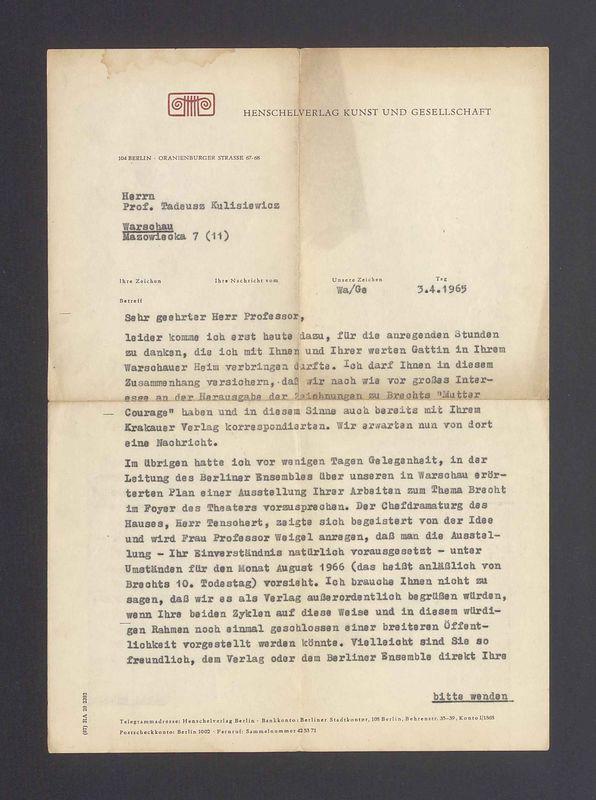 HENSCHELVERLAG KUNST UND GESELLSCHAFT
104 BERLIN · ORANIENBURGER STRASSE 67-68
Herrn
Prof. Tadeusz Kulisiewicz
Warschau
Mazowiecka 7 (11)
Ihre Zeichen Ihre Nachricht vom Unsere Zeichen Tag
Wa/Ge 3.4.1965
Betreff
Sehr geehrter Herr Professor,
leider komme ich erst heute dazu, für die anregenden Stunden
zu danken, die ich mit Ihnen und Ihrer werten Gattin in Ihrem
Warschauer Heim verbringen durfte. Ich darf Ihnen in diesem
Zusammenhang versichern, daß wir nach wie vor großes Inter-
esse an der Herausgabe der Zeichnungen zu Brechts "Mutter
Courage" haben und in diesem Sinne auch bereits mit Ihrem
Krakauer Verlag korrespondierten. Wir erwarten nun von dort
eine Nachricht.
Im übrigen hatte ich vor wenigen Tagen Gelegenheit, in der
Leitung des Berliner Ensembles über unseren in Warschau erör-
terten Plan einer Ausstellung Ihrer Arbeiten zum Thema Brecht
im Foyer des Theaters vorzusprechen. Der Chefdramaturg des
Hauses, Herr Tenschert, zeigte sich begeistert von der Idee
und wird Frau Professor Weigel anregen, daß man die Ausstel-
lung - Ihr Einverständnis natürlich vorausgesetzt - unter
Umständen für den Monat August 1966 (das heißt anläßlich von
Brechts 10. Todestag) vorsieht. Ich brauche Ihnen nicht zu
sagen, daß wir es als Verlag außerordentlich begrüßen würden,
wenn Ihre beiden Zyklen auf diese Weise und in diesem würdi-
gen Rahmen noch einmal geschlossen einer breiteren Öffent-
lichkeit vorgestellt werden könnte. Vielleicht sind Sie so
freundlich, dem Verlag oder dem Berliner Ensemble direkt Ihre
bitte wenden
Telegrammadresse: Henschelverlag Berlin · Bankkonto: Berliner Stadtkontor, 108 Berlin, Behrenstr. 35-39, Konto 1/1803
Postscheckkonto: Berlin 1002 · Fernruf: Sammelnummer 42 53 71